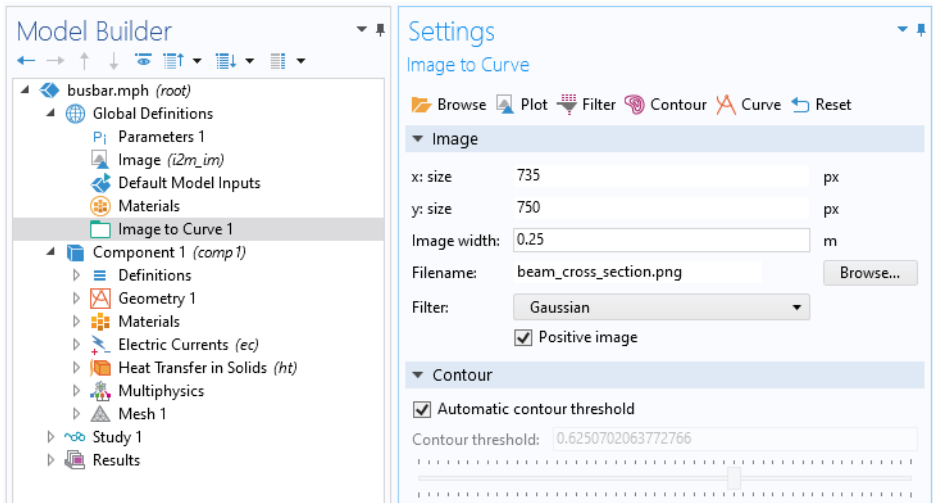 Model Builder
busbar.mph (root)
Global Definitions
Pi Parameters 1
Image (i2m_im)
Default Model Inputs
Materials
Image to Curve 1
Component 1 (comp1)
Definitions
Geometry 1
Materials
Electric Currents (ec)
Heat Transfer in Solids (ht)
Multiphysics
Mesh 1
Study 1
Results
Settings
Image to Curve
Browse Plot Filter Contour Curve Reset
Image
x: size 735 px
y: size 750 px
Image width: 0.25 m
Filename: beam_cross_section.png Browse...
Filter: Gaussian
Positive image
Contour
Automatic contour threshold
Contour threshold: 0.6250702063772766